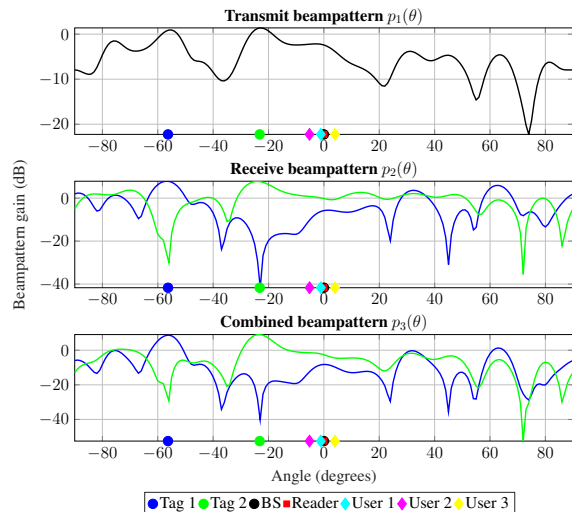 Transmit beampattern p₁(θ)
0
−10
−20
−80 −60 −40 −20 0 20 40 60 80
Receive beampattern p₂(θ)
0
−20
−40
−80 −60 −40 −20 0 20 40 60 80
Beampattern gain (dB)
Combined beampattern p₃(θ)
0
−20
−40
−80 −60 −40 −20 0 20 40 60 80
Angle (degrees)
Tag 1 Tag 2 BS Reader User 1 User 2 User 3